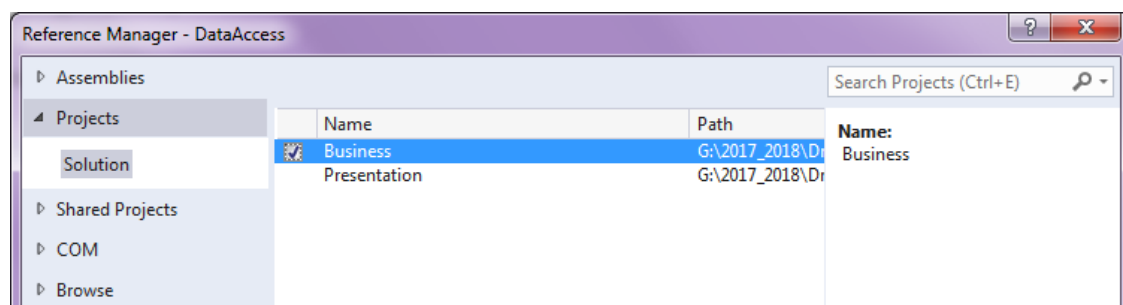 Reference Manager - DataAccess
Assemblies
Search Projects (Ctrl+E)
Projects
Name Path
Name:
Business G:\2017_2018\Dr
Business
Solution
Presentation G:\2017_2018\Dr
Shared Projects
COM
Browse